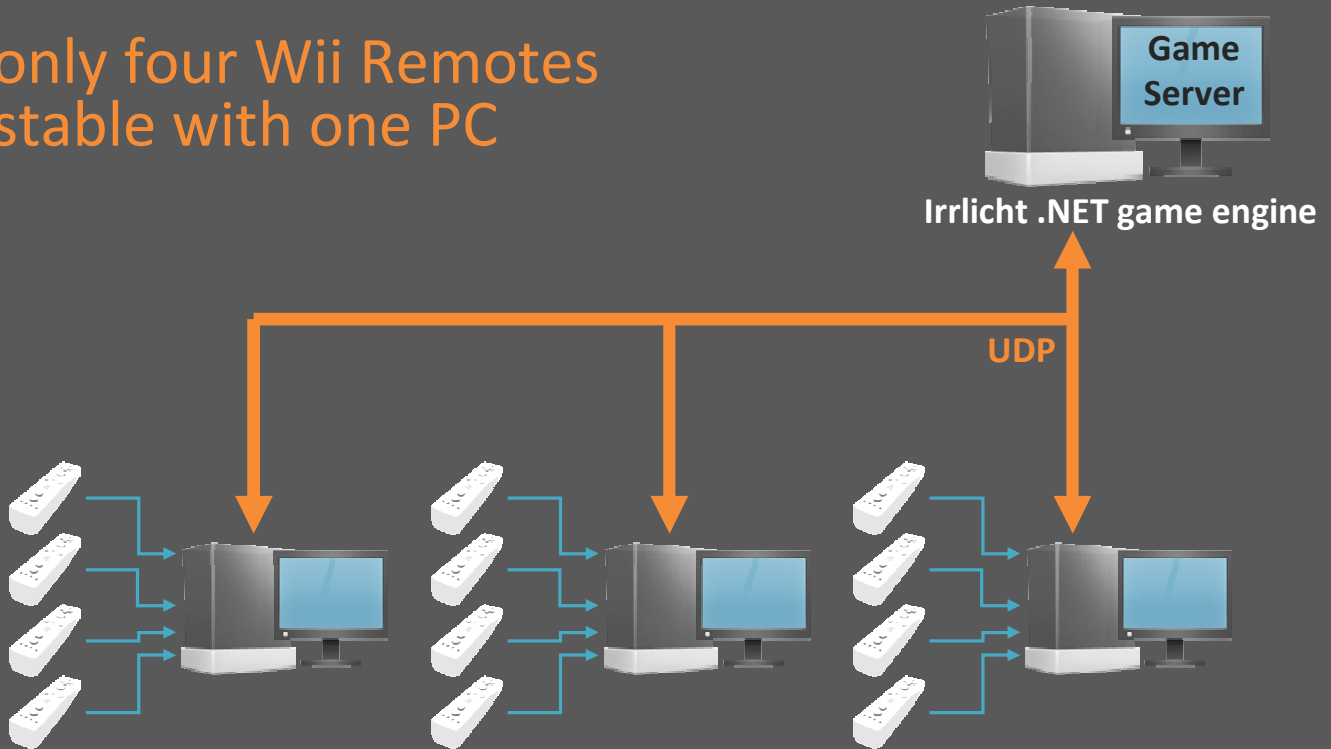 only four Wii Remotes
stable with one PC
Game
Server
Irrlicht .NET game engine
UDP